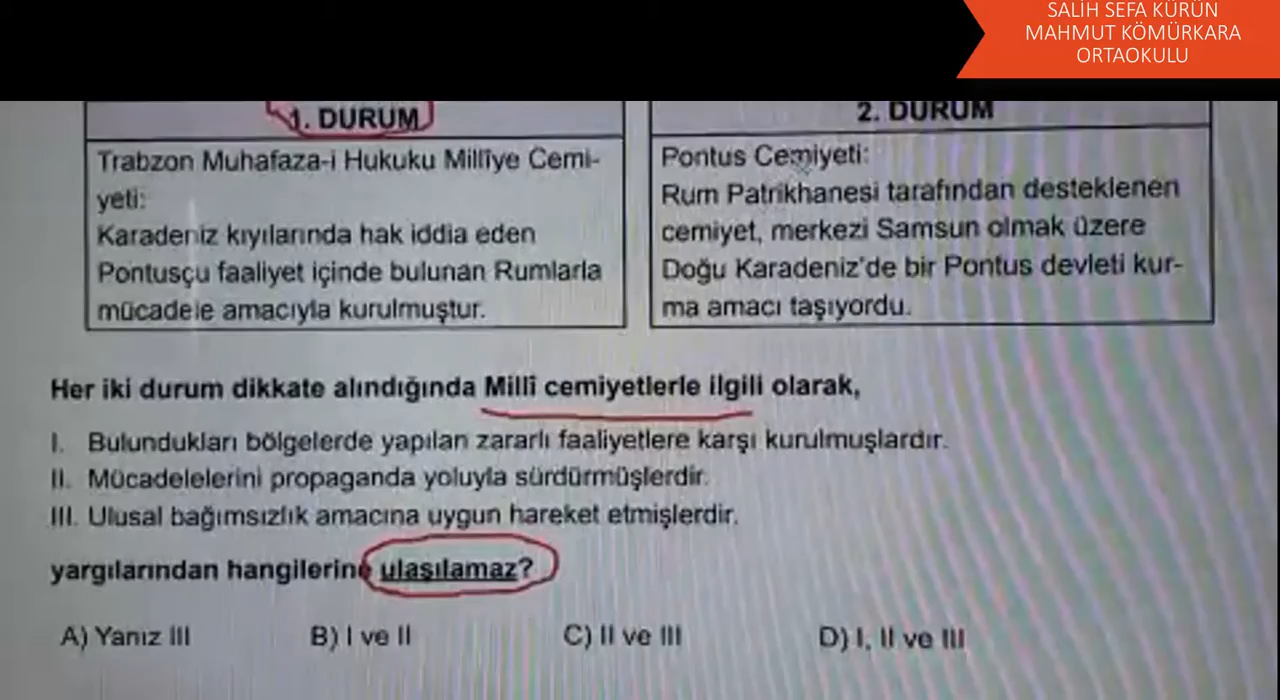 SALİH SEFA KÜRÜN
MAHMUT KÖMÜRKARA
ORTAOKULU
1. DURUM
Trabzon Muhafaza-i Hukuku Millîye Cemi-
yeti:
Karadeniz kıyılarında hak iddia eden
Pontusçu faaliyet içinde bulunan Rumlarla
mücadele amacıyla kurulmuştur.
2. DURUM
Pontus Cemiyeti:
Rum Patrikhanesi tarafından desteklenen
cemiyet, merkezi Samsun olmak üzere
Doğu Karadeniz'de bir Pontus devleti kur-
ma amacı taşıyordu.
Her iki durum dikkate alındığında Millî cemiyetlerle ilgili olarak,
I. Bulundukları bölgelerde yapılan zararlı faaliyetlere karşı kurulmuşlardır.
II. Mücadelelerini propaganda yoluyla sürdürmüşlerdir.
III. Ulusal bağımsızlık amacına uygun hareket etmişlerdir.
yargılarından hangilerine ulaşılamaz?
A) Yanız III B) I ve II C) II ve III D) I, II ve III